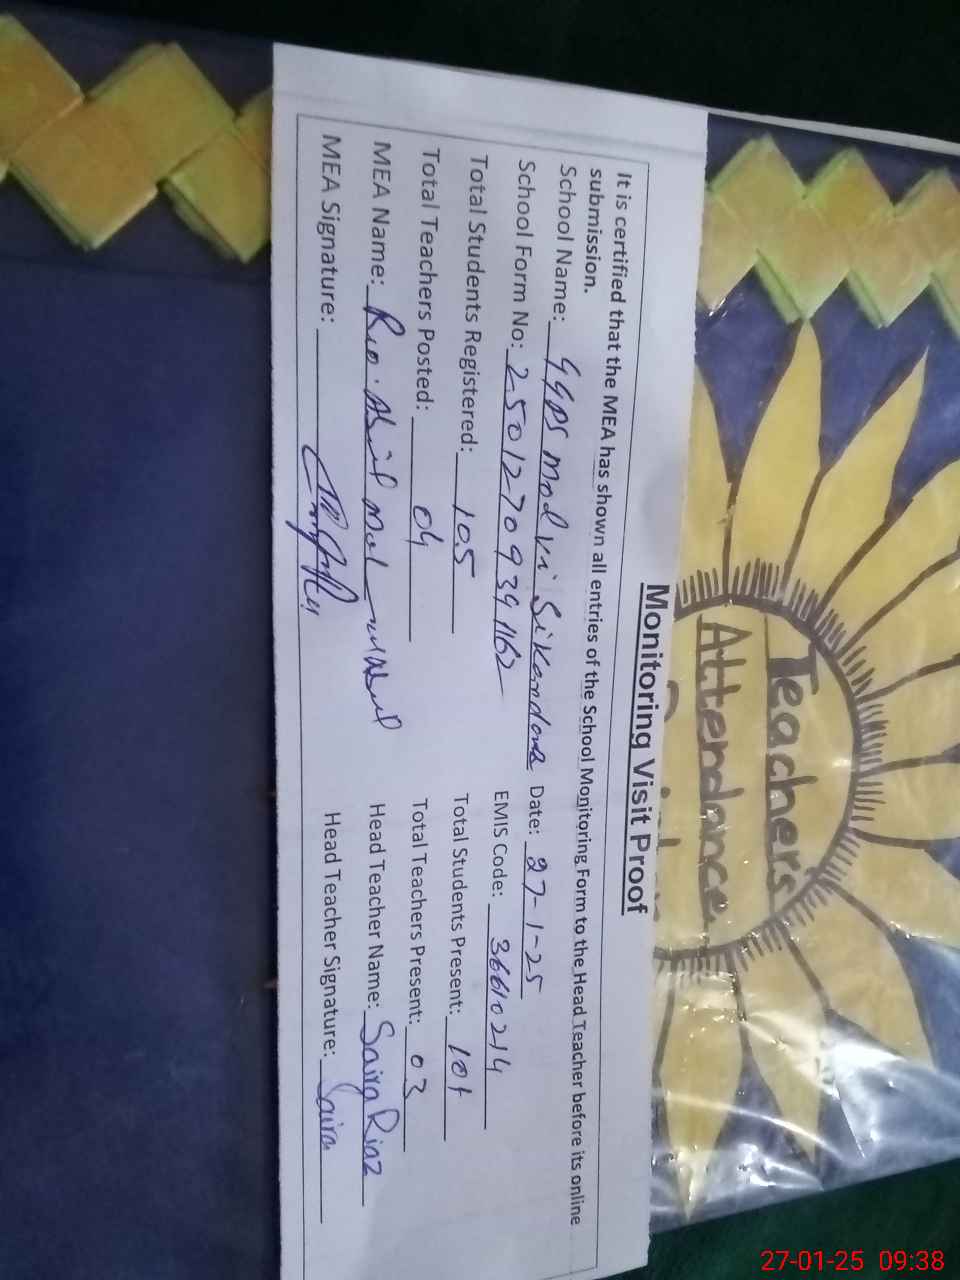 Teachers
Attendance
Monitoring Visit Proof
It is certified that the MEA has shown all entries of the School Monitoring Form to the Head Teacher before its online
submission.
School Name: GGPS Sikandara Date: 27-1-25
School Form No: EMIS Code: 36610214
Total Students Registered: 105 Total Students Present: 101
Total Teachers Posted: 04 Total Teachers Present: 03
MEA Name: Head Teacher Name: Saira Riaz
MEA Signature: Head Teacher Signature: Saira
27-01-25 09:38